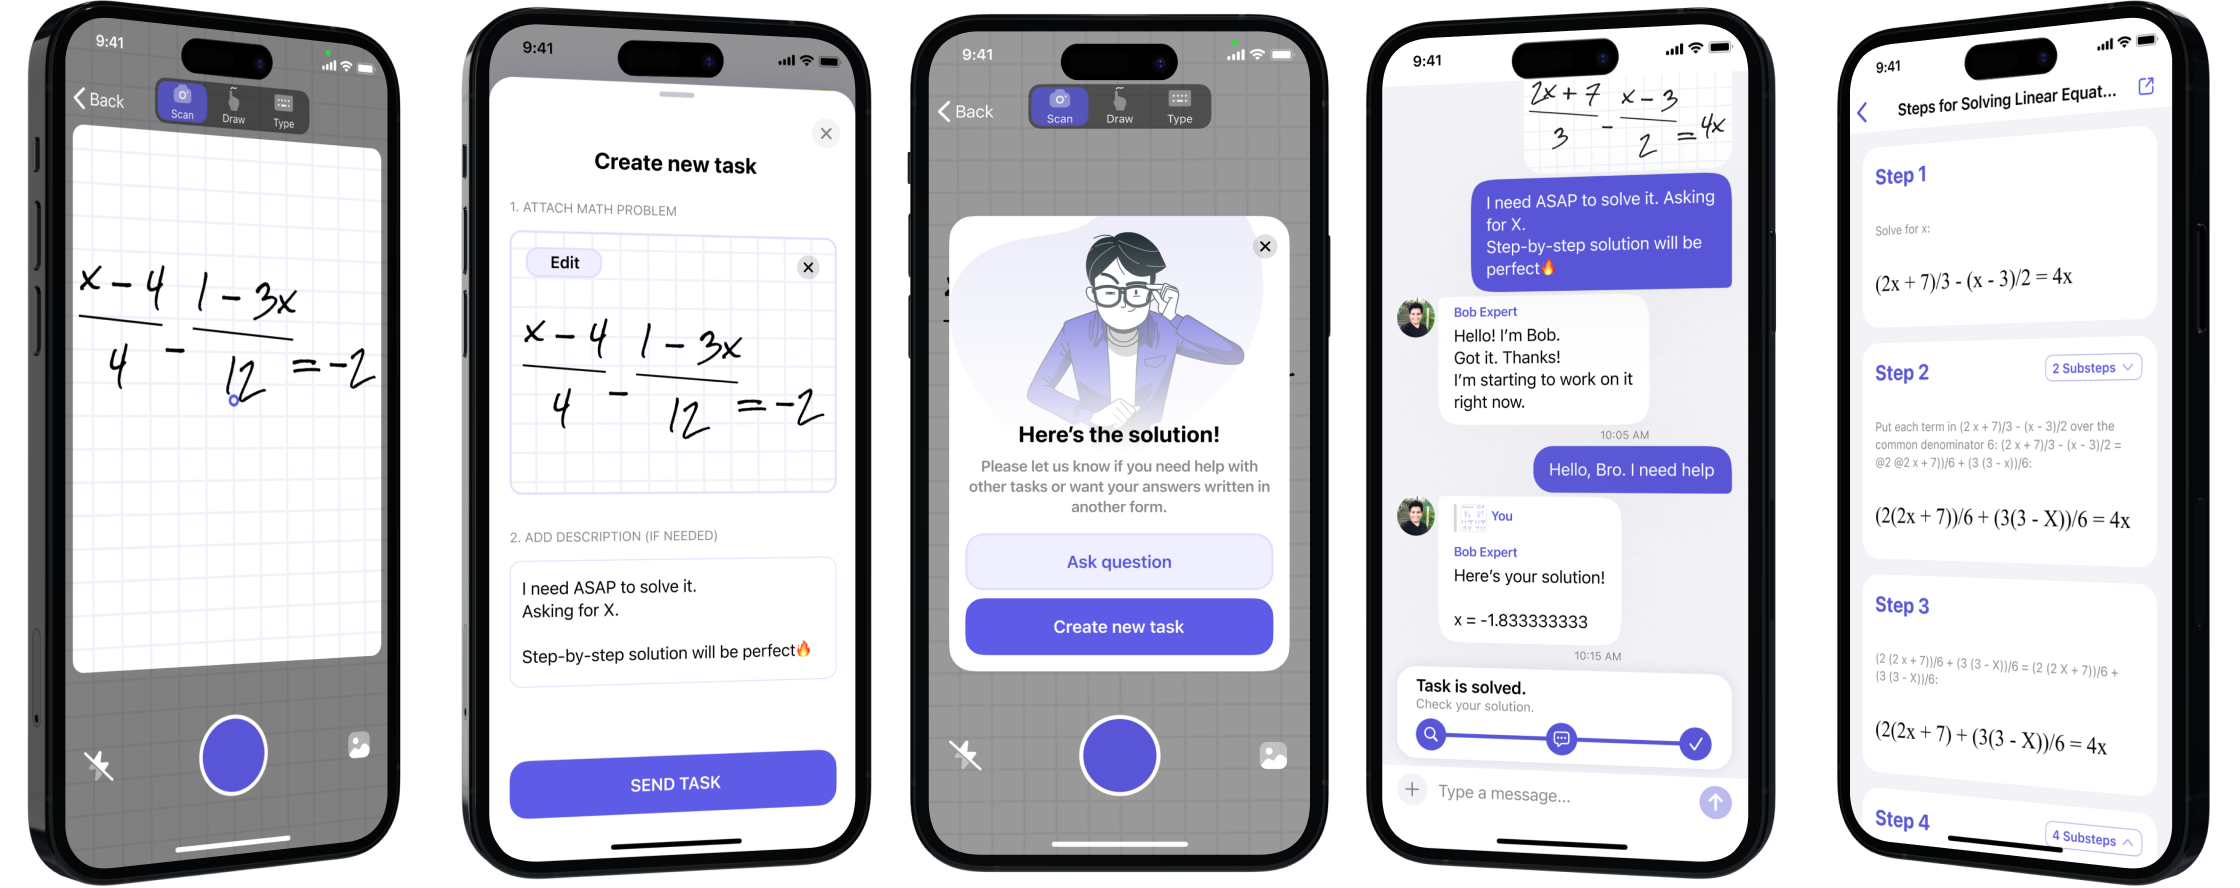 9:41
Back
Scan
Draw
Type
x - 4 1 - 3x
4 - 12 = -2
9:41
Create new task
1. ATTACH MATH PROBLEM
Edit
x - 4 1 - 3x
4 - 12 = -2
2. ADD DESCRIPTION (IF NEEDED)
I need ASAP to solve it.
Asking for X.
Step-by-step solution will be perfect🔥
SEND TASK
9:41
Back
Scan
Draw
Type
Here's the solution!
Please let us know if you need help with
other tasks or want your answers written in
another form.
Ask question
Create new task
9:41
2x + 7 x - 3
3 - 2 = 4x
I need ASAP to solve it. Asking
for X.
Step-by-step solution will be
perfect🔥
Bob Expert
Hello! I'm Bob.
Got it. Thanks!
I'm starting to work on it
right now.
10:05 AM
Hello, Bro. I need help
You
Bob Expert
Here's your solution!
x = -1.833333333
10:15 AM
Task is solved.
Check your solution.
Type a message...
9:41
Steps for Solving Linear Equat...
Step 1
Solve for x:
(2x + 7)/3 - (x - 3)/2 = 4x
Step 2
2 Substeps
Put each term in (2 x + 7)/3 - (x - 3)/2 over the
common denominator 6: (2 x + 7)/3 - (x - 3)/2 =
@2 @2 x + 7))/6 + (3 (3 - x))/6:
(2(2x + 7))/6 + (3(3 - X))/6 = 4x
Step 3
(2 (2 x + 7))/6 + (3 (3 - X))/6 = (2 (2 X + 7))/6 +
(3 (3 - X))/6:
(2(2x + 7) + (3(3 - X))/6 = 4x
Step 4
4 Substeps